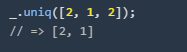 _.uniq([2, 1, 2]);
// => [2, 1]